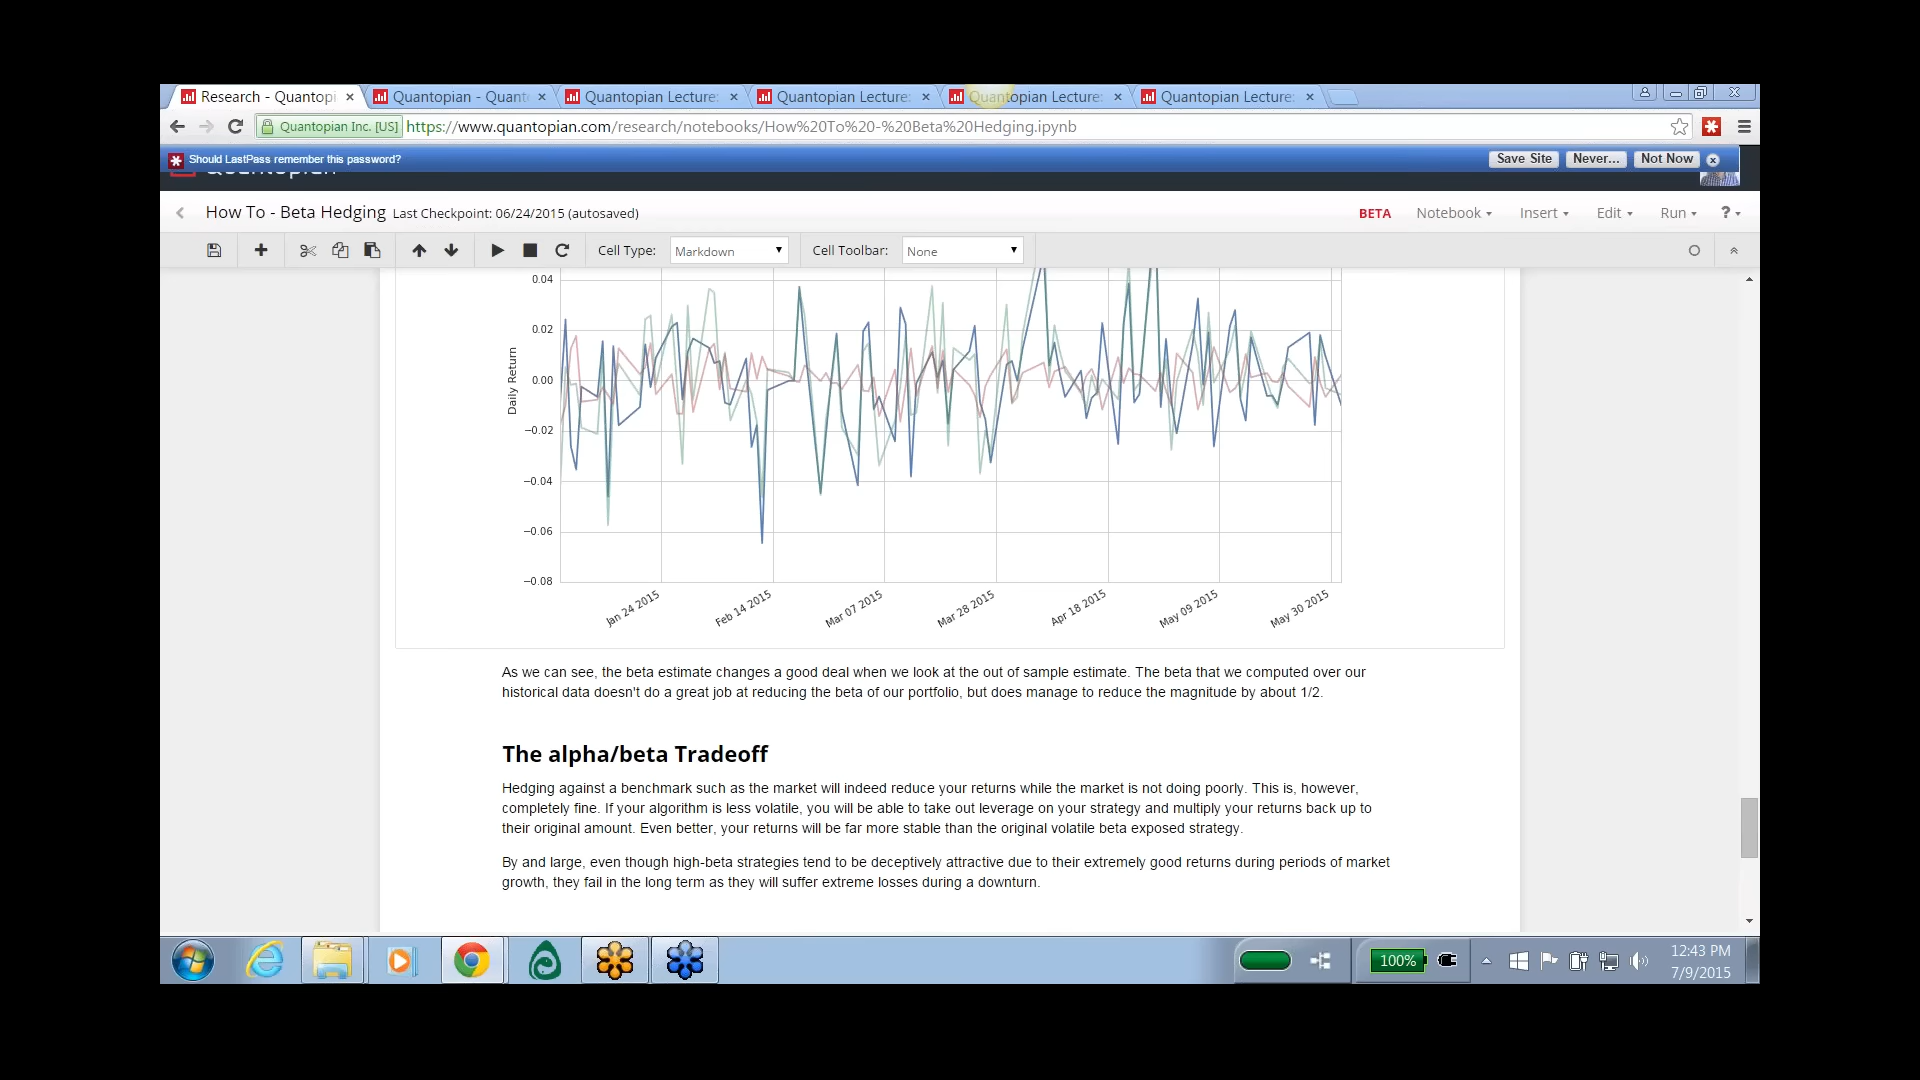 Research - Quantopi
Quantopian - Quant
Quantopian Lecture:
Quantopian Lecture:
Quantopian Lecture:
Quantopian Lecture:
Quantopian Inc. [US] https://www.quantopian.com/research/notebooks/How%20To%20-%20Beta%20Hedging.ipynb
Should LastPass remember this password? Save Site Never... Not Now
How To - Beta Hedging Last Checkpoint: 06/24/2015 (autosaved) BETA Notebook Insert Edit Run ?
Cell Type: Markdown Cell Toolbar: None
0.04
0.02
0.00
−0.02
−0.04
−0.06
−0.08
Daily Return
Jan 24 2015
Feb 14 2015
Mar 07 2015
Mar 28 2015
Apr 18 2015
May 09 2015
May 30 2015
As we can see, the beta estimate changes a good deal when we look at the out of sample estimate. The beta that we computed over our
historical data doesn't do a great job at reducing the beta of our portfolio, but does manage to reduce the magnitude by about 1/2.
The alpha/beta Tradeoff
Hedging against a benchmark such as the market will indeed reduce your returns while the market is not doing poorly. This is, however,
completely fine. If your algorithm is less volatile, you will be able to take out leverage on your strategy and multiply your returns back up to
their original amount. Even better, your returns will be far more stable than the original volatile beta exposed strategy.
By and large, even though high-beta strategies tend to be deceptively attractive due to their extremely good returns during periods of market
growth, they fail in the long term as they will suffer extreme losses during a downturn.
100%
12:43 PM
7/9/2015